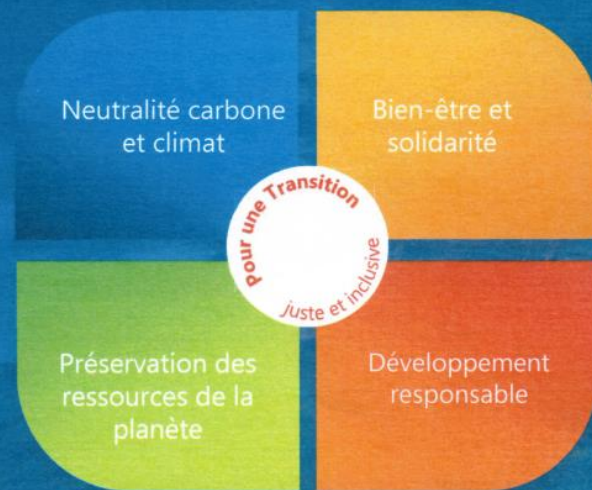 Neutralité carbone
et climat
Bien-être et
solidarité
Pour une Transition
juste et inclusive
Préservation des
ressources de la
planète
Développement
responsable